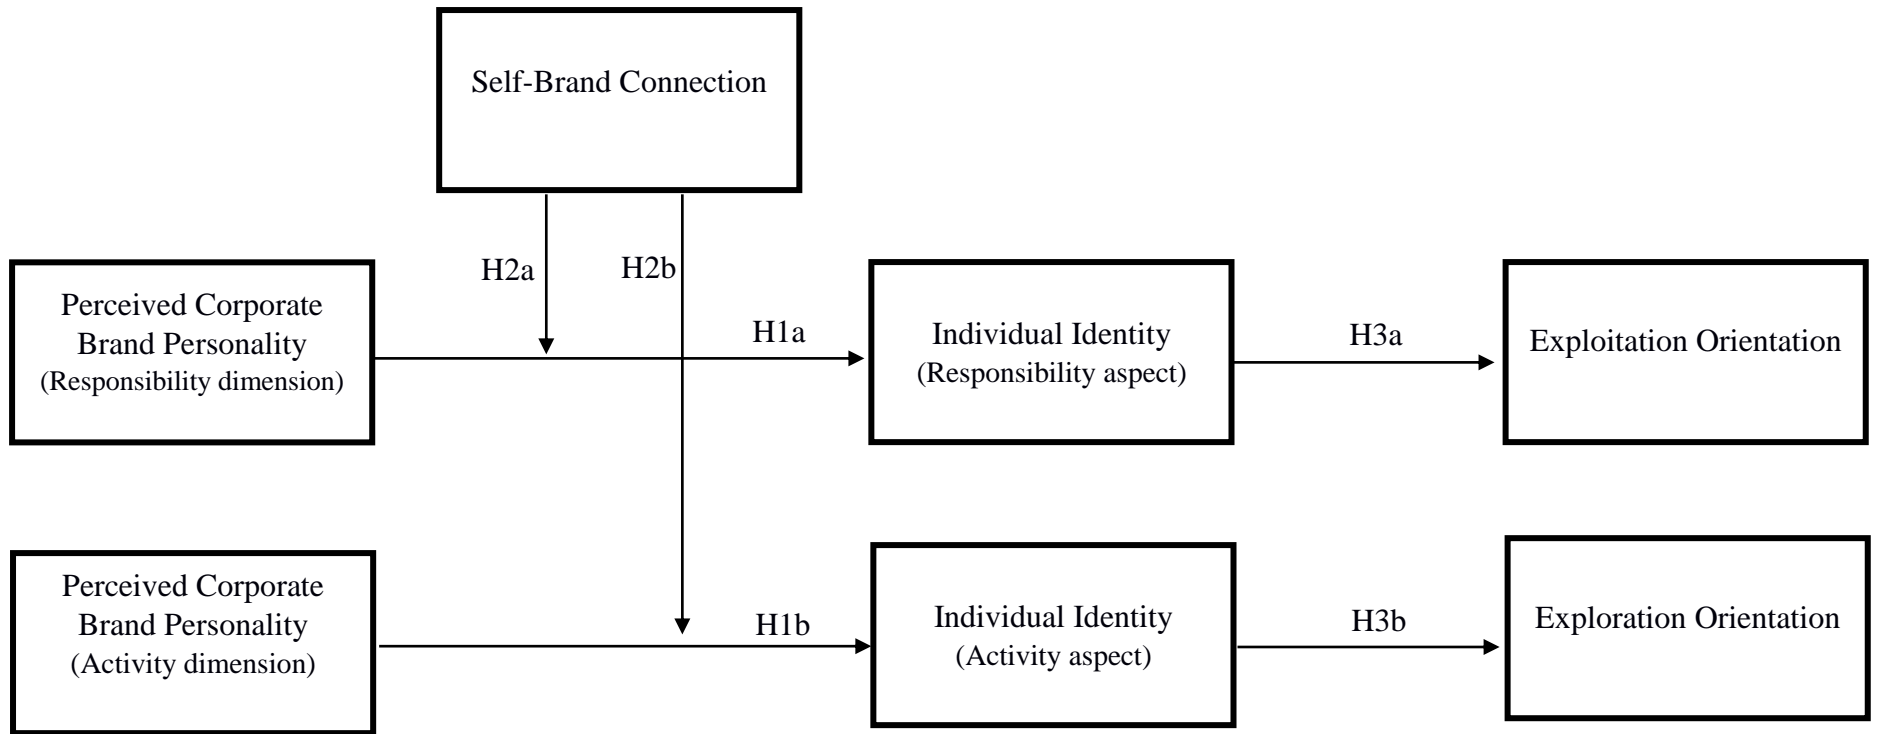 Self-Brand Connection
H2a
H2b
Perceived Corporate
Brand Personality
(Responsibility dimension)
H1a
Individual Identity
(Responsibility aspect)
H3a
Exploitation Orientation
Perceived Corporate
Brand Personality
(Activity dimension)
H1b
Individual Identity
(Activity aspect)
H3b
Exploration Orientation